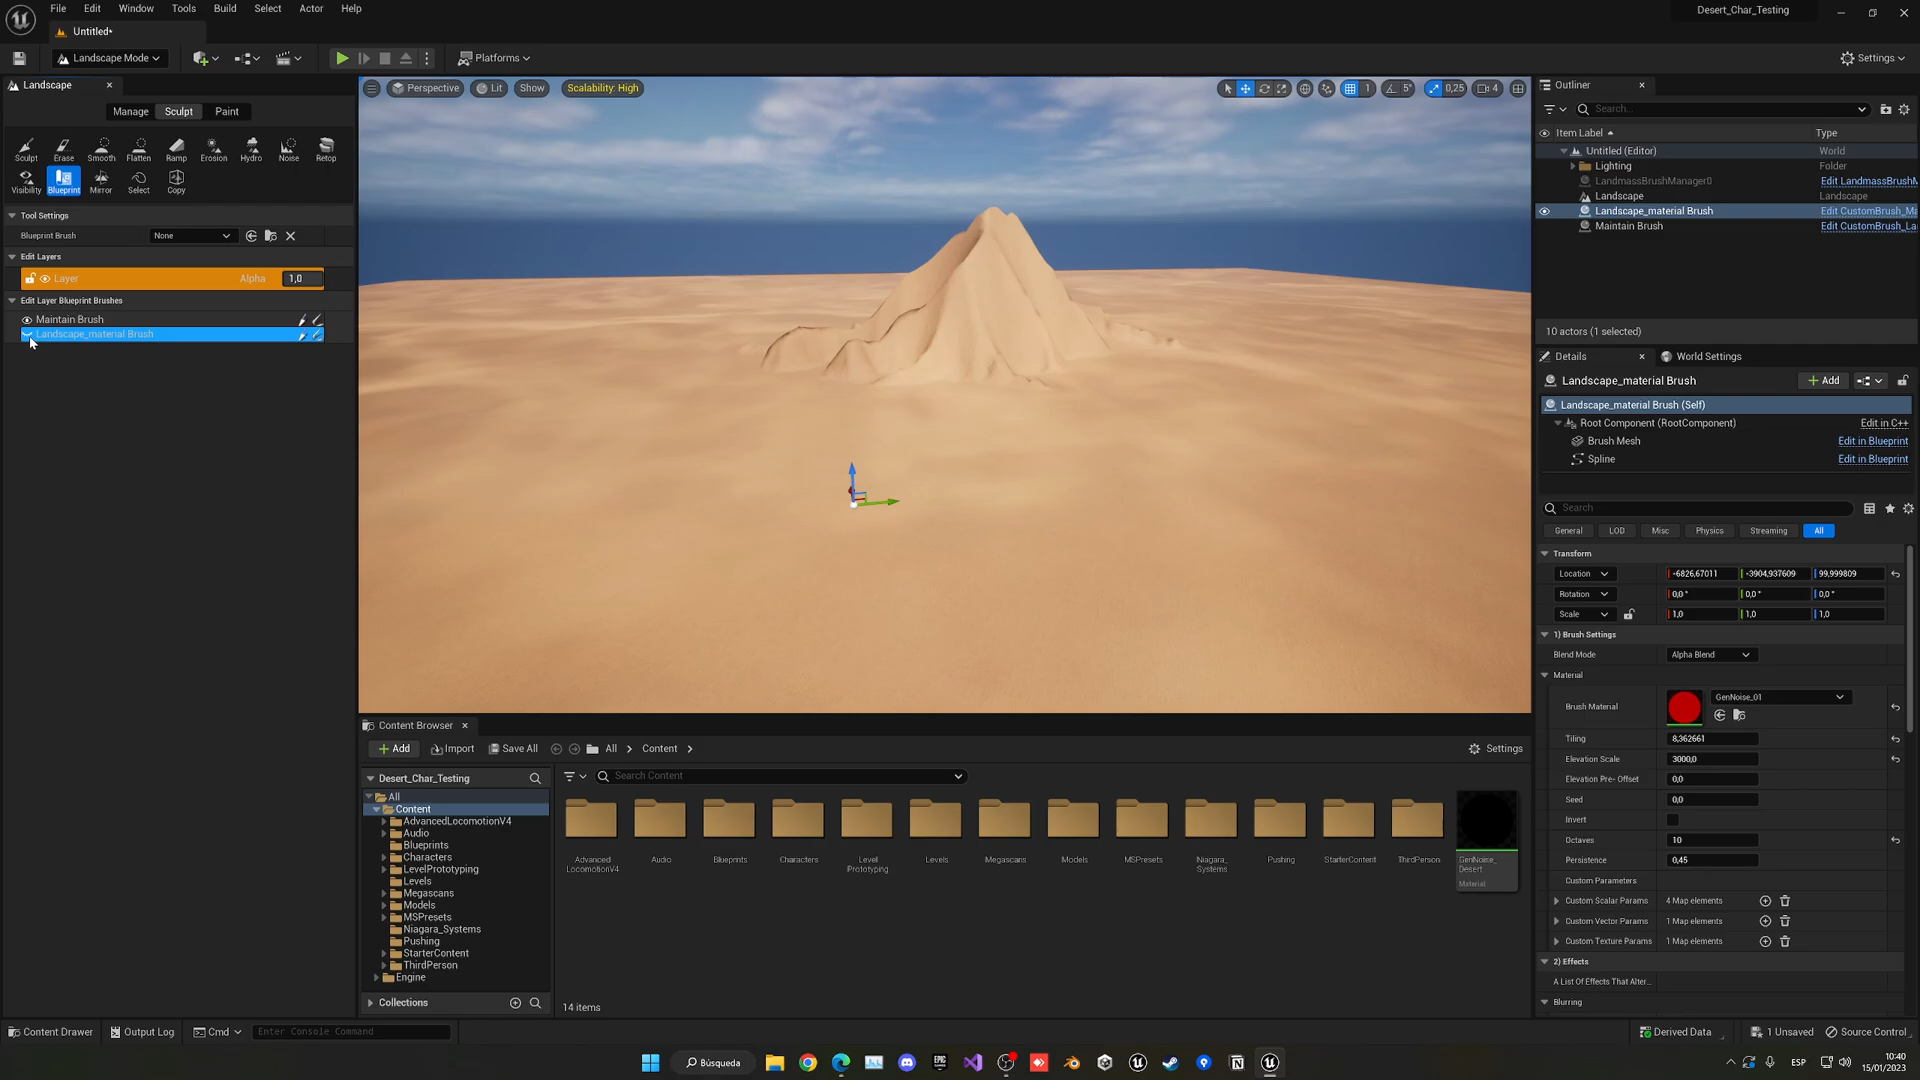 File Edit Window Tools Build Select Actor Help
Desert_Char_Testing
Untitled*
Landscape Mode
Platforms
Settings
Landscape
Manage Sculpt Paint
Sculpt Erase Smooth Flatten Ramp Erosion Hydro Noise Retop
Visibility Blueprint Mirror Select Copy
Tool Settings
Blueprint Brush None
Edit Layers
Layer Alpha 1,0
Edit Layer Blueprint Brushes
Maintain Brush
Landscape_material Brush
Perspective Lit Show Scalability: High
1 5° 0,25 4
Outliner
Search...
Item Label Type
Untitled (Editor) World
Lighting Folder
LandmassBrushManager0 Edit LandmassBrushM
Landscape Landscape
Landscape_material Brush Edit CustomBrush_Ma
Maintain Brush Edit CustomBrush_La
10 actors (1 selected)
Details World Settings
Landscape_material Brush Add
Landscape_material Brush (Self)
Root Component (RootComponent) Edit in C++
Brush Mesh Edit in Blueprint
Spline Edit in Blueprint
Search
General LOD Misc Physics Streaming All
Transform
Location -6826,67011 -3904,937609 99,999809
Rotation 0,0 ° 0,0 ° 0,0 °
Scale 1,0 1,0 1,0
1) Brush Settings
Blend Mode Alpha Blend
Material
Brush Material GenNoise_01
Tiling 8,362661
Elevation Scale 3000,0
Elevation Pre- Offset 0,0
Seed 0,0
Invert
Octaves 10
Persistence 0,45
Custom Parameters
Custom Scalar Params 4 Map elements
Custom Vector Params 1 Map elements
Custom Texture Params 1 Map elements
2) Effects
A List Of Effects That Alter...
Blurring
Content Browser
Add Import Save All All Content Settings
Desert_Char_Testing
Search Content
All
Content
AdvancedLocomotionV4
Audio
Blueprints
Characters
LevelPrototyping
Levels
Megascans
Models
MSPresets
Niagara_Systems
Pushing
StarterContent
ThirdPerson
Engine
Advanced LocomotionV4
Audio
Blueprints
Characters
Level Prototyping
Levels
Megascans
Models
MSPresets
Niagara_ Systems
Pushing
StarterContent
ThirdPerson
GenNoise_ Desert
Material
Collections
14 items
Content Drawer Output Log Cmd Enter Console Command
Derived Data 1 Unsaved Source Control
Búsqueda
EPIC GAMES
ESP
10:40
15/01/2023